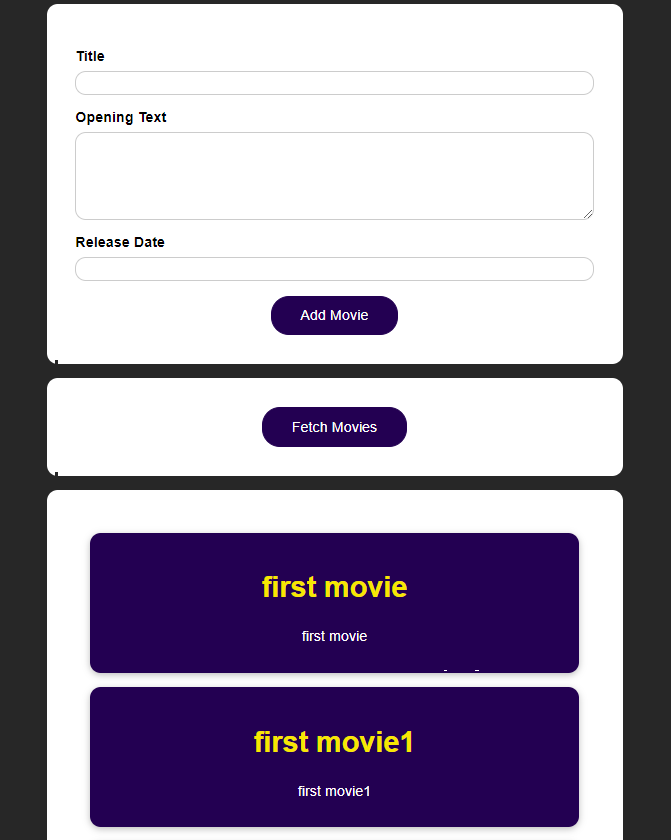 Title
Opening Text
Release Date
Add Movie
Fetch Movies
first movie
first movie
first movie1
first movie1